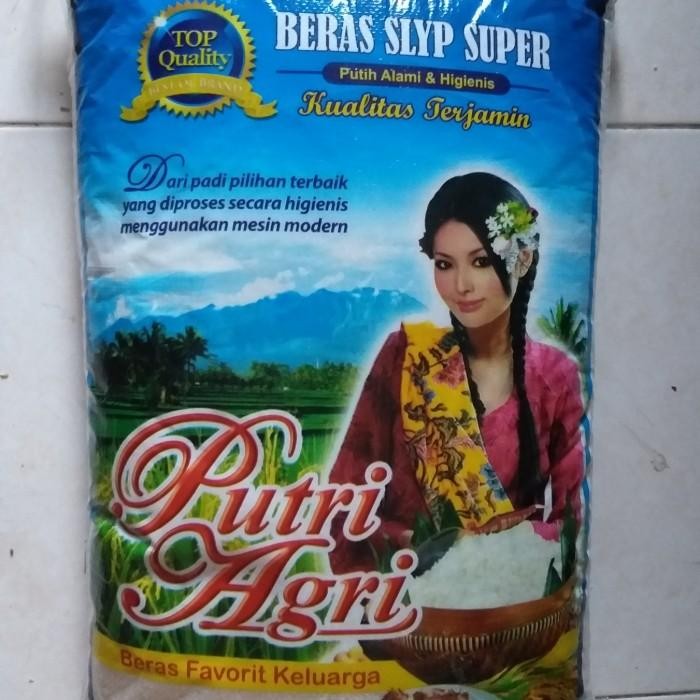 TOP
Quality
BERAS SLYP SUPER
Putih Alami & Higienis
Kualitas Terjamin
Dari padi pilihan terbaik
yang diproses secara higienis
menggunakan mesin modern
Putri
Agri
Beras Favorit Keluarga